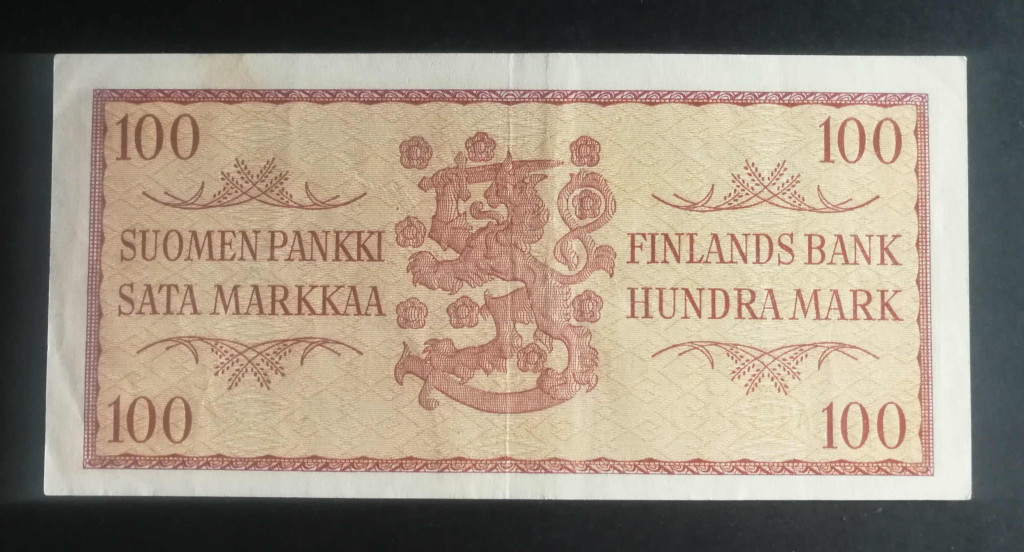 100
100
SUOMEN PANKKI
SATA MARKKAA
FINLANDS BANK
HUNDRA MARK
100
100